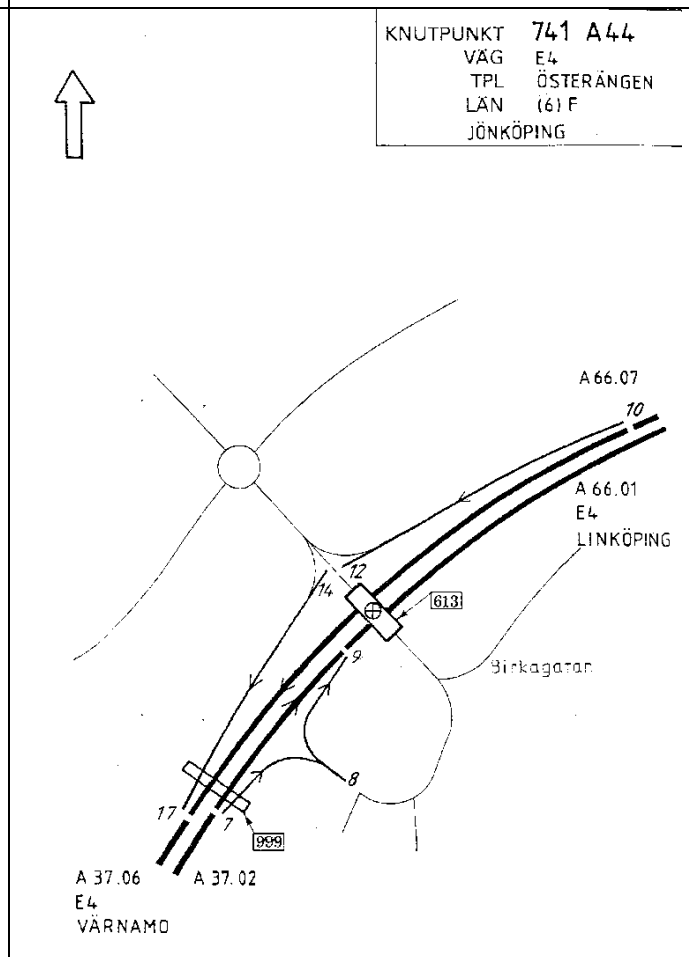 KNUTPUNKT 741 A44
VÄG E4
TPL ÖSTERÄNGEN
LÄN (6) F
JÖNKÖPING
A 66.07
10
A 66.01
E4
LINKÖPING
12
14
613
9
Birkagatan
8
17
7
999
A 37.06 A 37.02
E4
VÄRNAMO